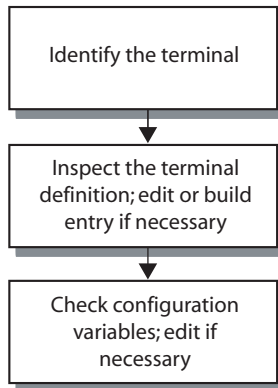 Identify the terminal
Inspect the terminal
definition; edit or build
entry if necessary
Check configuration
variables; edit if
necessary